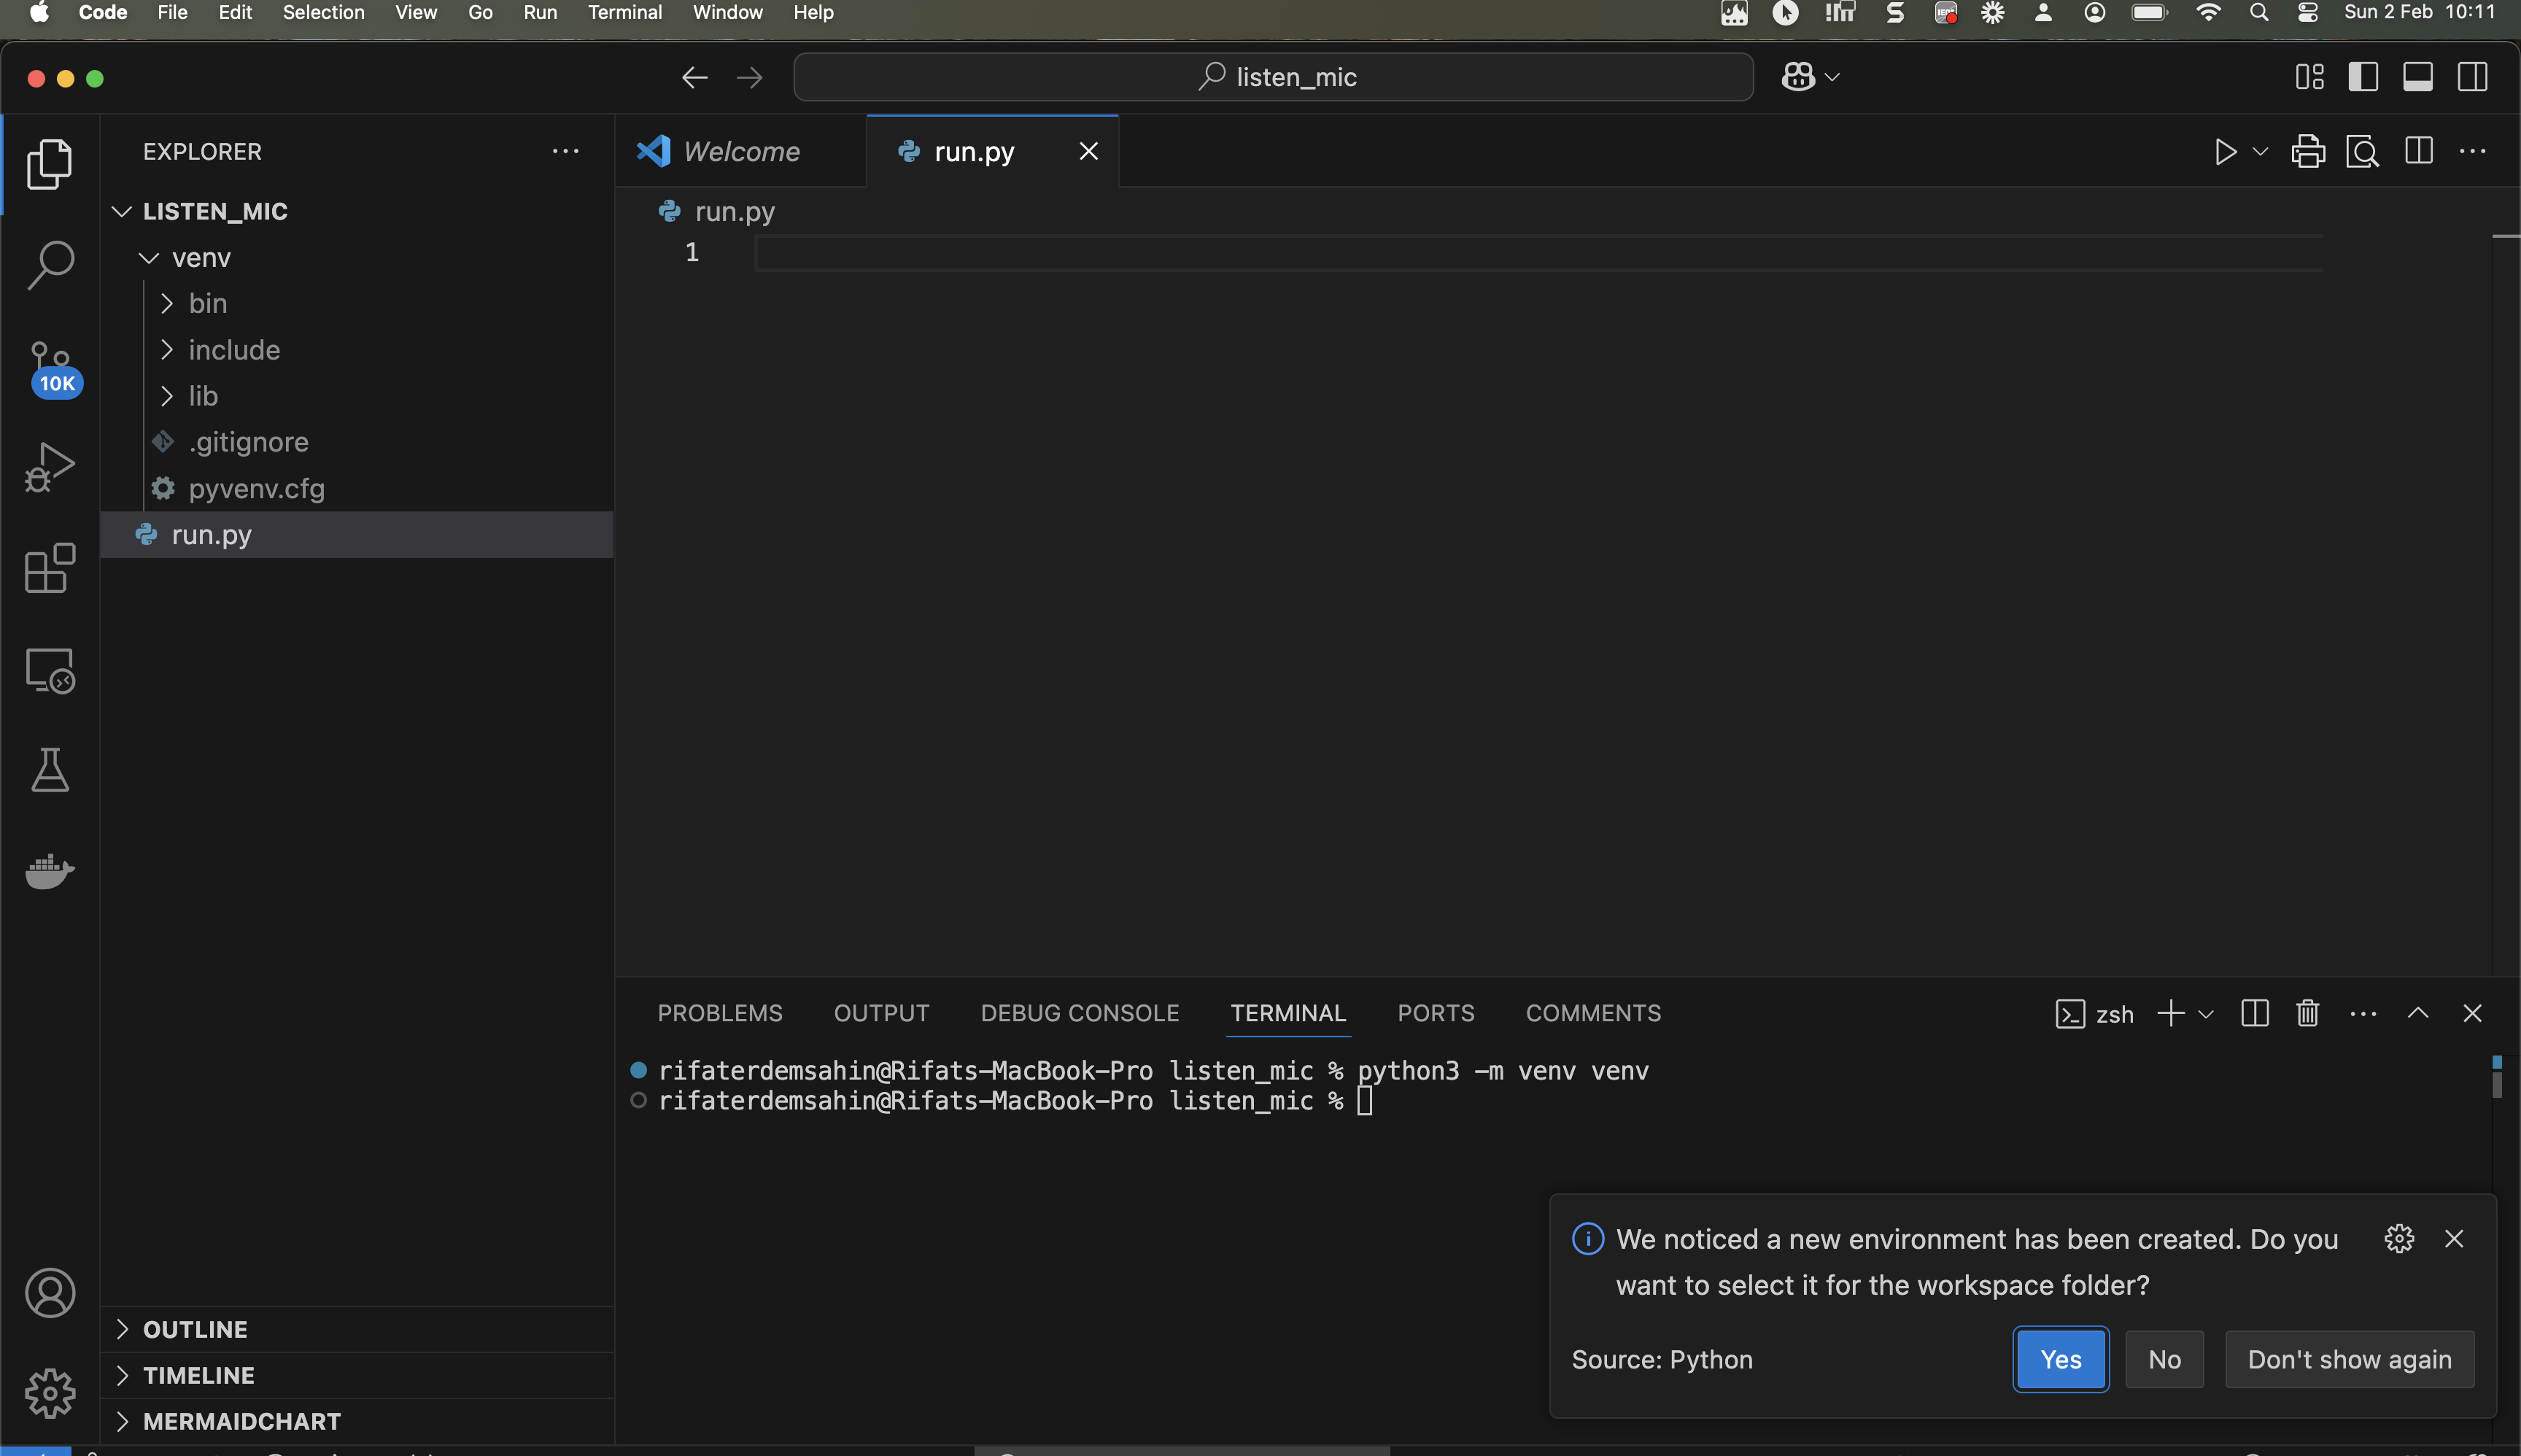 Code File Edit Selection View Go Run Terminal Window Help Sun 2 Feb 10:11
listen_mic
EXPLORER
LISTEN_MIC
venv
bin
include
lib
.gitignore
pyvenv.cfg
run.py
10K
OUTLINE
TIMELINE
MERMAIDCHART
Welcome run.py
run.py
1
PROBLEMS OUTPUT DEBUG CONSOLE TERMINAL PORTS COMMENTS zsh
rifaterdemsahin@Rifats-MacBook-Pro listen_mic % python3 -m venv venv
rifaterdemsahin@Rifats-MacBook-Pro listen_mic %
We noticed a new environment has been created. Do you
want to select it for the workspace folder?
Source: Python Yes No Don't show again